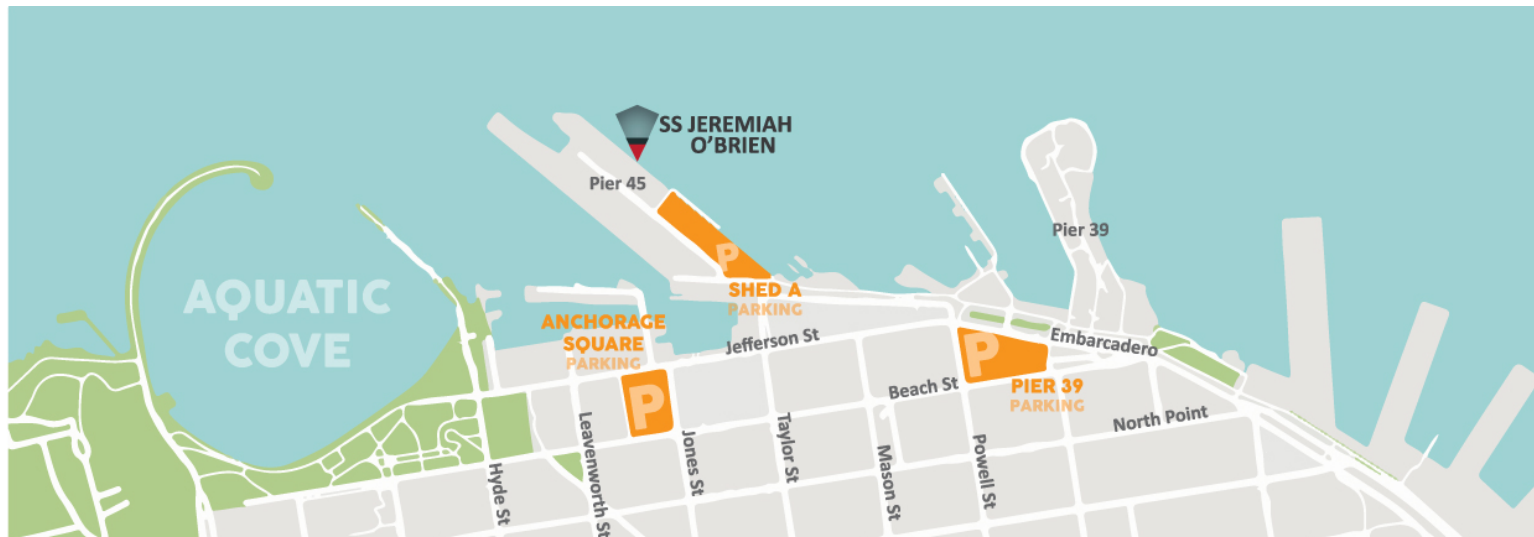 SS JEREMIAH
O’BRIEN
Pier 45
Pier 39
AQUATIC
COVE
P
SHED A
PARKING
ANCHORAGE
SQUARE
PARKING
Jefferson St
Embarcadero
P
P
Beach St
PIER 39
PARKING
North Point
Hyde St
Leavenworth St
Jones St
Taylor St
Mason St
Powell St